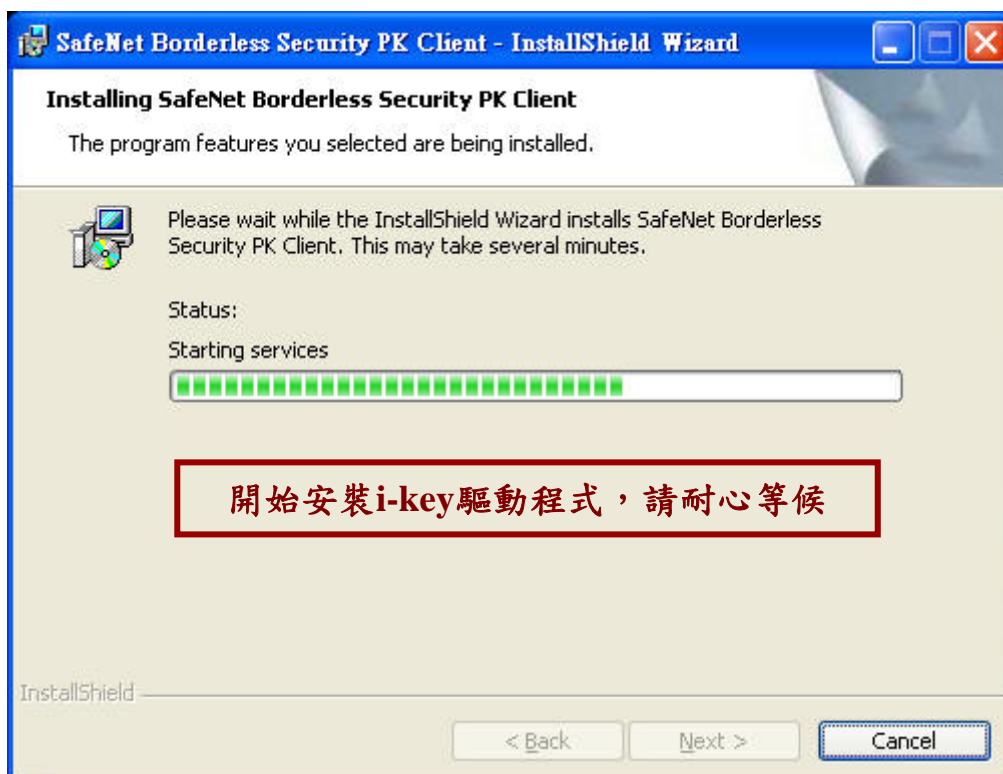 SafeNet Borderless Security PK Client - InstallShield Wizard
Installing SafeNet Borderless Security PK Client
The program features you selected are being installed.
Please wait while the InstallShield Wizard installs SafeNet Borderless
Security PK Client. This may take several minutes.
Status:
Starting services
開始安裝i-key驅動程式，請耐心等候
InstallShield
< Back
Next >
Cancel